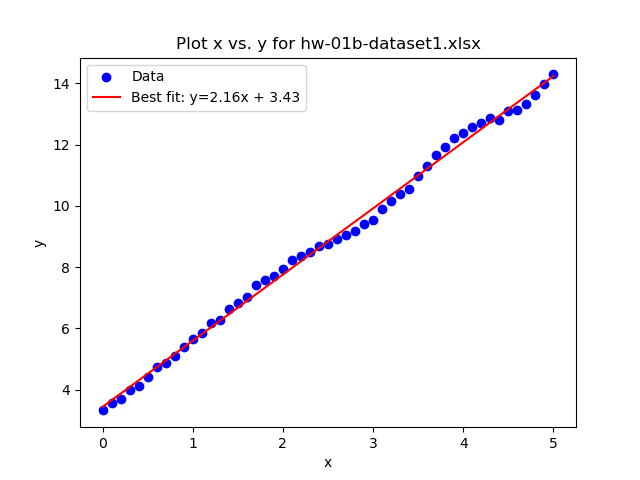 Plot x vs. y for hw-01b-dataset1.xlsx
Data
Best fit: y=2.16x + 3.43
14
12
10
8
6
4
y
0 1 2 3 4 5
x